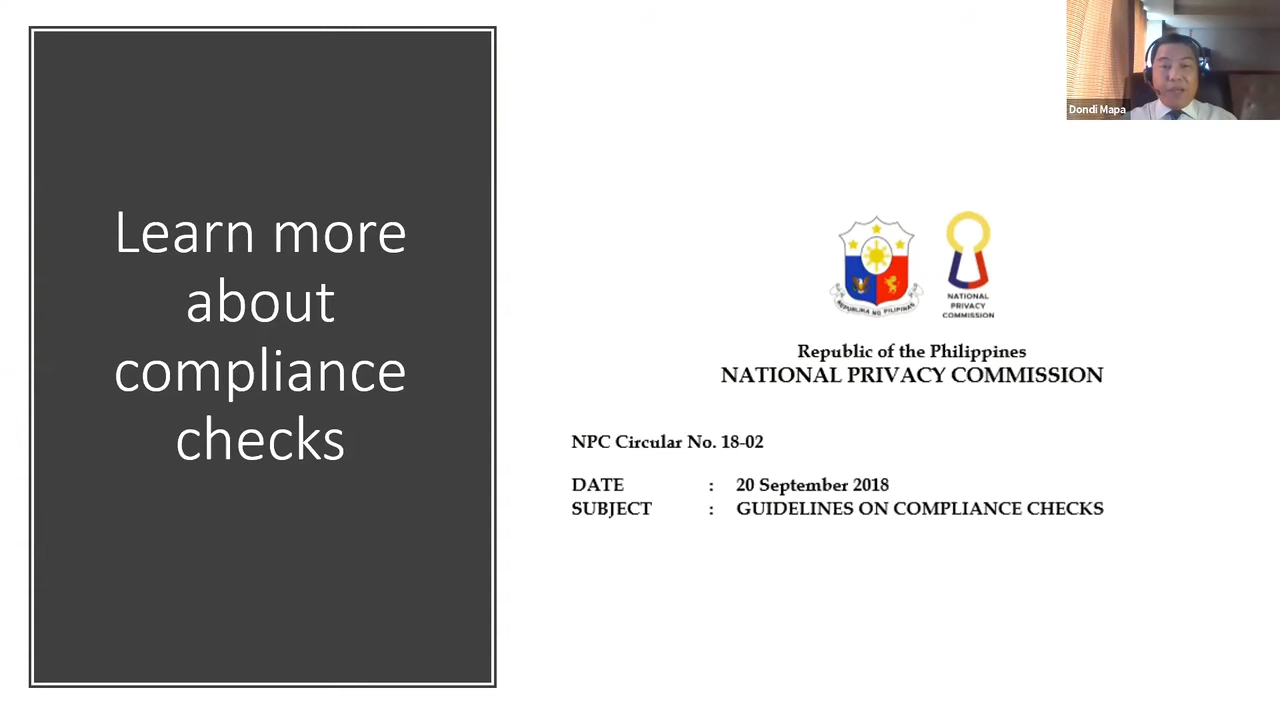 Learn more
about
compliance
checks
Dondi Mapa
REPUBLIKA NG PILIPINAS
NATIONAL
PRIVACY
COMMISSION
Republic of the Philippines
NATIONAL PRIVACY COMMISSION
NPC Circular No. 18-02
DATE : 20 September 2018
SUBJECT : GUIDELINES ON COMPLIANCE CHECKS